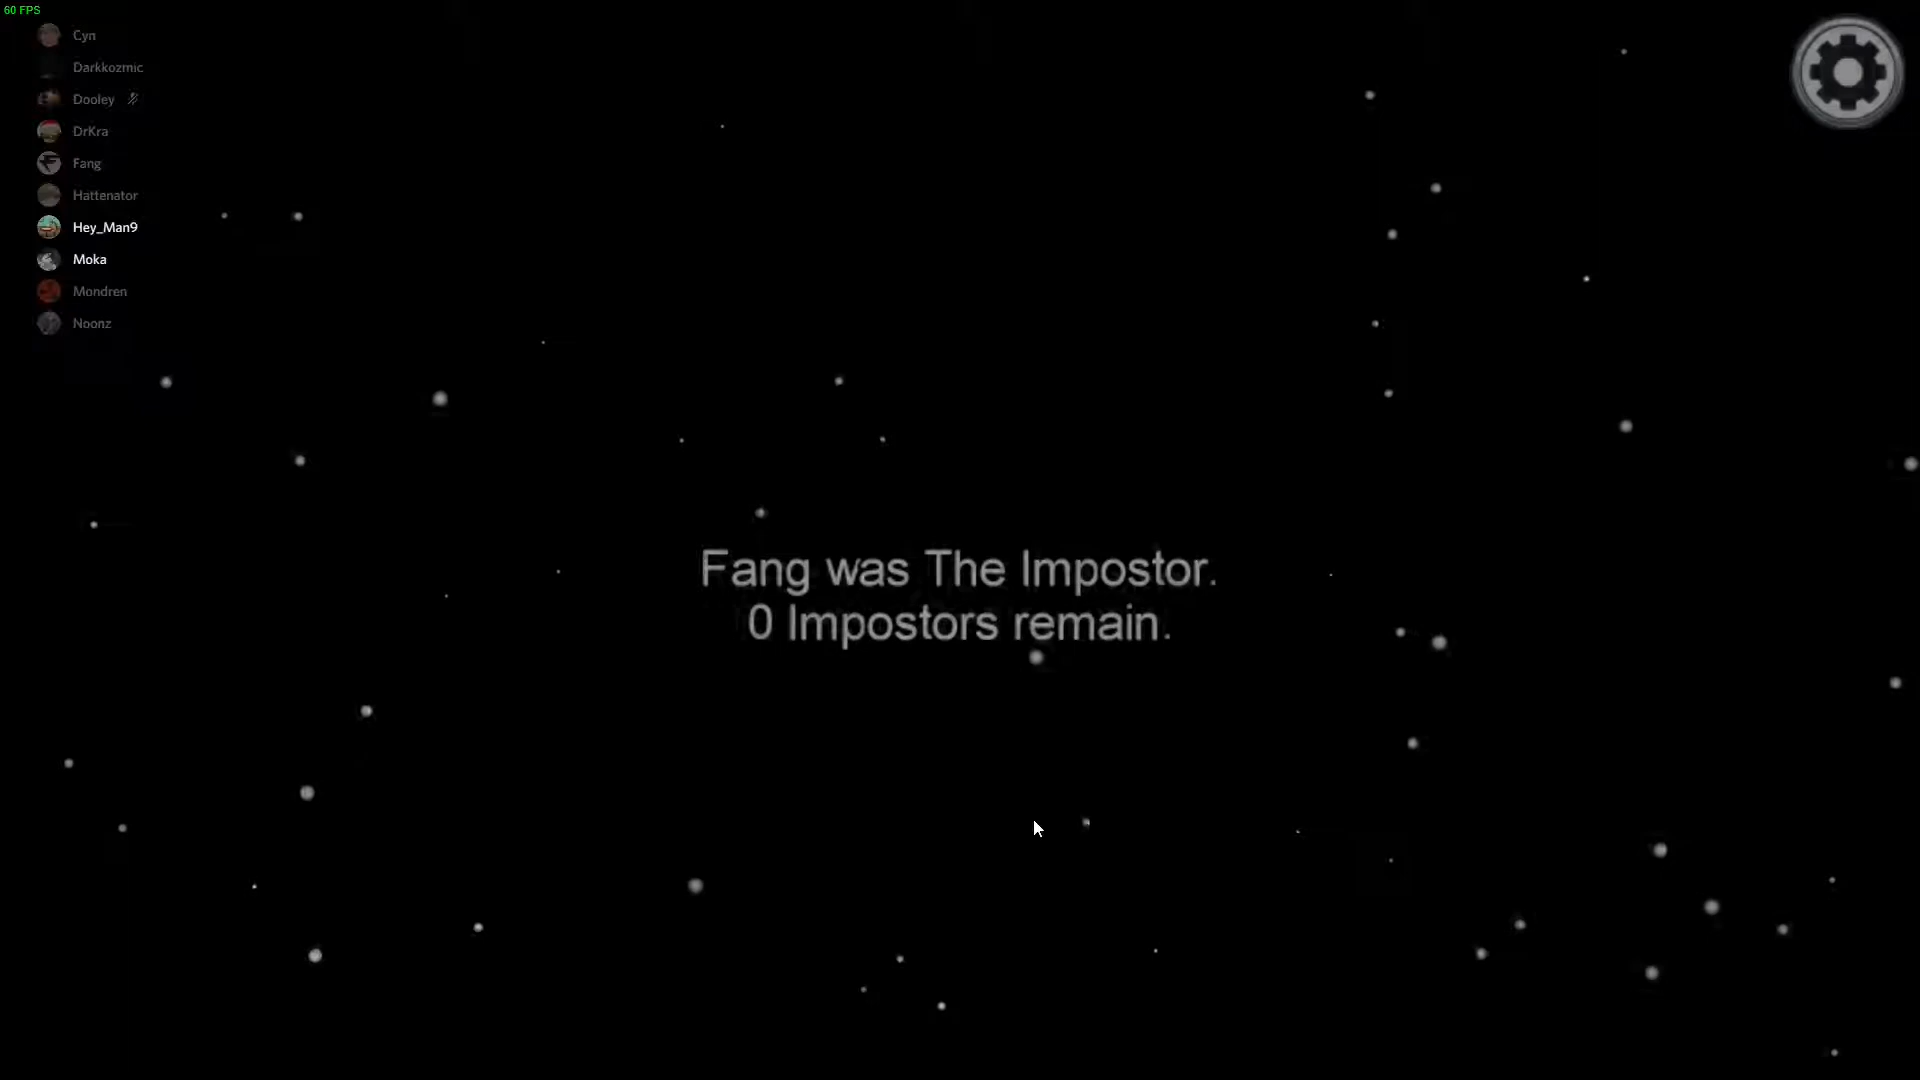 60 FPS
Cyn
Darkkozmic
Dooley
DrKra
Fang
Hattenator
Hey_Man9
Moka
Mondren
Noonz
Fang was The Impostor.
0 Impostors remain.